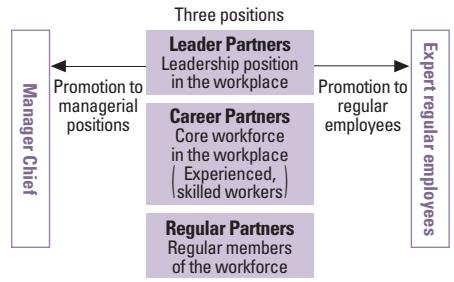 Three positions
Leader Partners
Leadership position
in the workplace
Promotion to
managerial
positions
Promotion to
regular
employees
Manager Chief
Expert regular employees
Career Partners
Core workforce
in the workplace
(Experienced,
skilled workers)
Regular Partners
Regular members
of the workforce